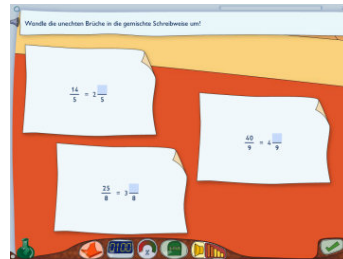 Wandle die unechten Brüche in die gemischte Schreibweise um!
14/5 = 2 /5
40/9 = 4 /9
25/8 = 3 /8
0100